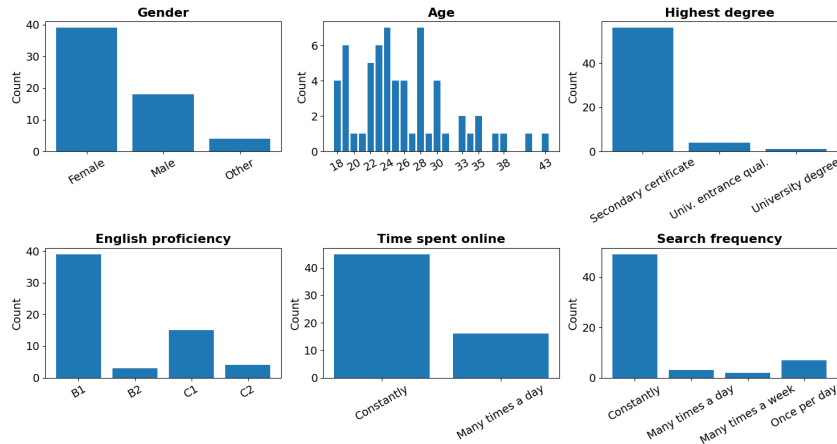 Gender
Count
40
30
20
10
0
Female
Male
Other
Age
Count
6
4
2
0
18
20
22
24
26
28
30
33
35
38
43
Highest degree
Count
40
20
0
Secondary certificate
Univ. entrance qual.
University degree
English proficiency
Count
40
30
20
10
0
B1
B2
C1
C2
Time spent online
Count
40
30
20
10
0
Constantly
Many times a day
Search frequency
Count
40
20
0
Constantly
Many times a day
Many times a week
Once per day